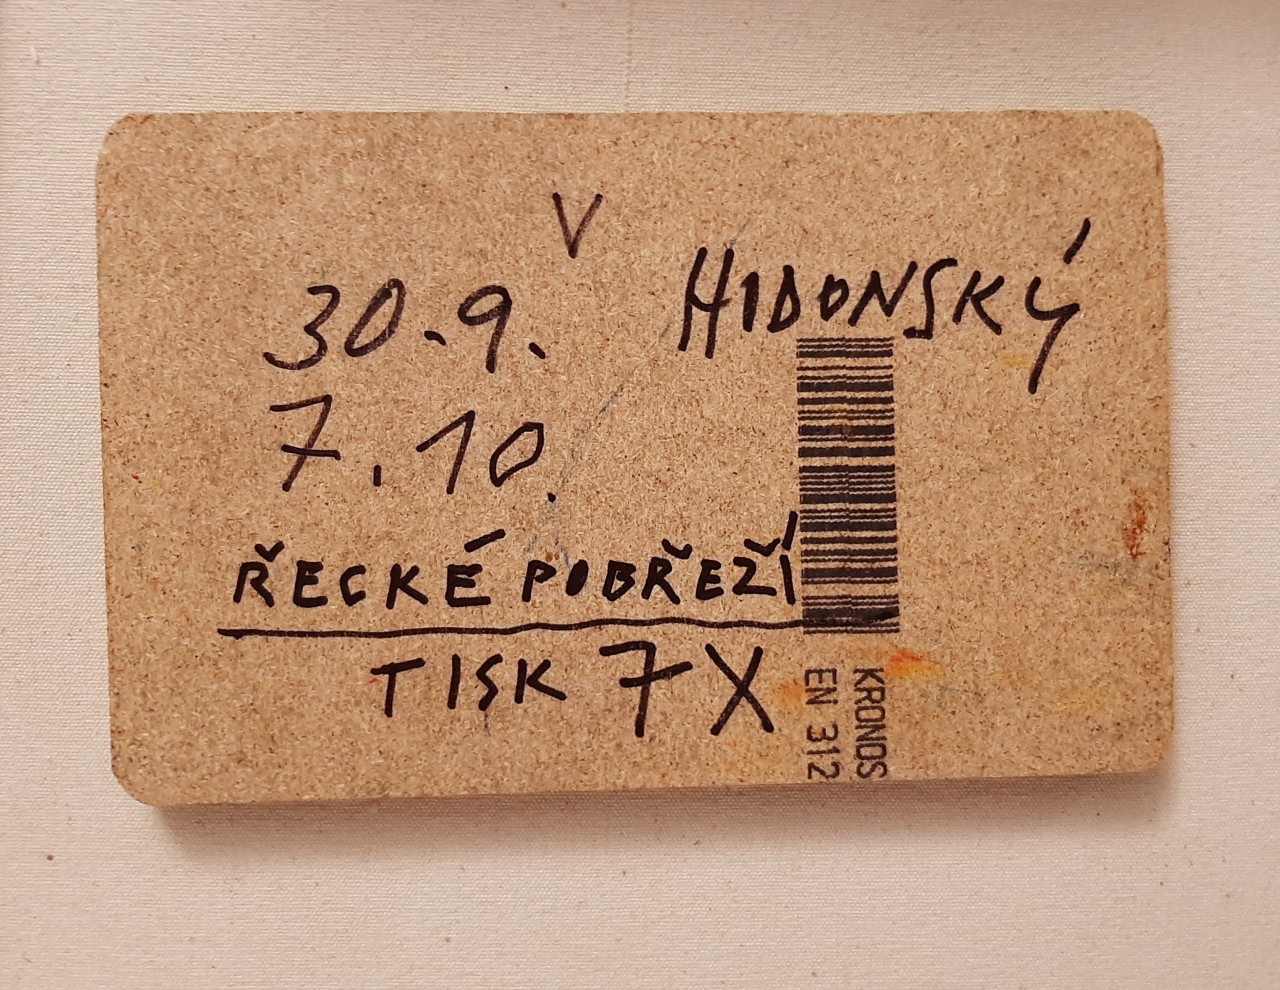 V
HIDONSKÝ
30.9.
7.10.
ŘECKÉ POBŘEŽÍ
TISK 7X
KRONOS
EN 312